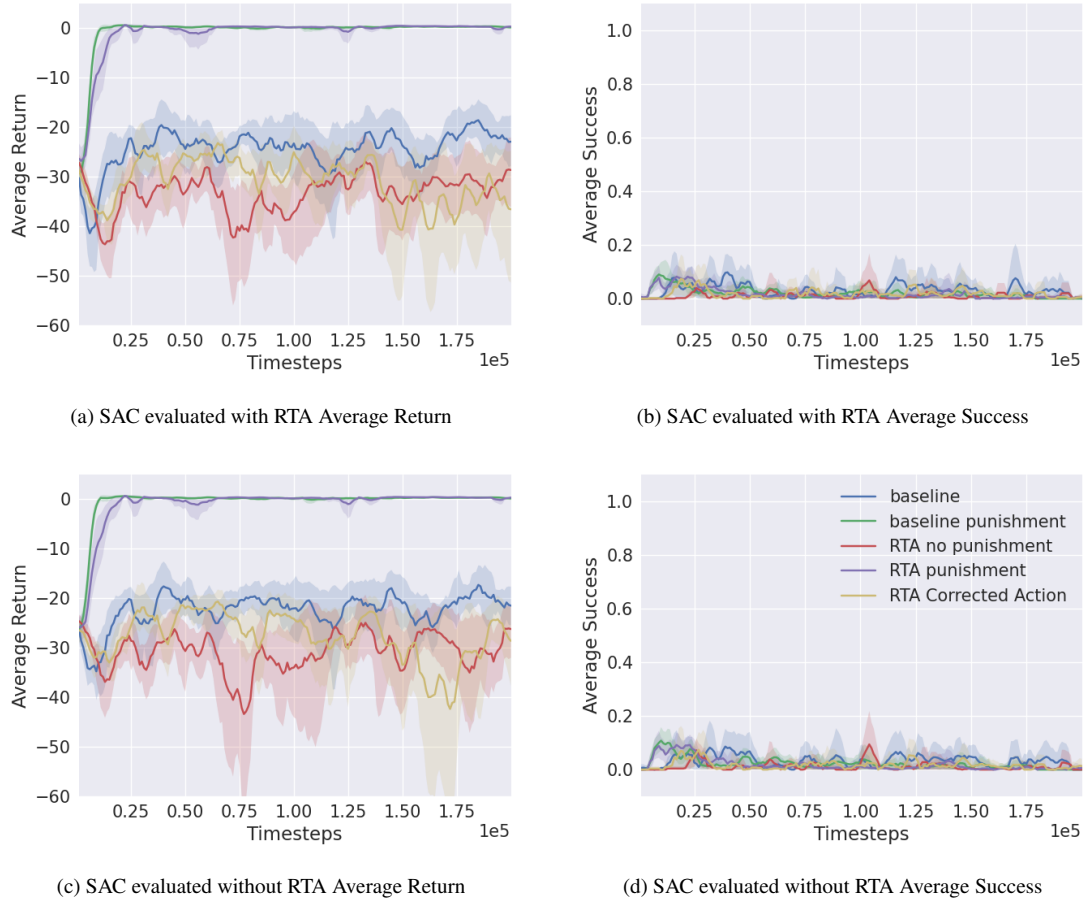 0
−10
−20
−30
−40
−50
−60
Average Return
0.25 0.50 0.75 1.00 1.25 1.50 1.75
Timesteps
1e5
(a) SAC evaluated with RTA Average Return
1.0
0.8
0.6
0.4
0.2
0.0
Average Success
0.25 0.50 0.75 1.00 1.25 1.50 1.75
Timesteps
1e5
(b) SAC evaluated with RTA Average Success
0
−10
−20
−30
−40
−50
−60
Average Return
0.25 0.50 0.75 1.00 1.25 1.50 1.75
Timesteps
1e5
(c) SAC evaluated without RTA Average Return
1.0
0.8
0.6
0.4
0.2
0.0
Average Success
baseline
baseline punishment
RTA no punishment
RTA punishment
RTA Corrected Action
0.25 0.50 0.75 1.00 1.25 1.50 1.75
Timesteps
1e5
(d) SAC evaluated without RTA Average Success